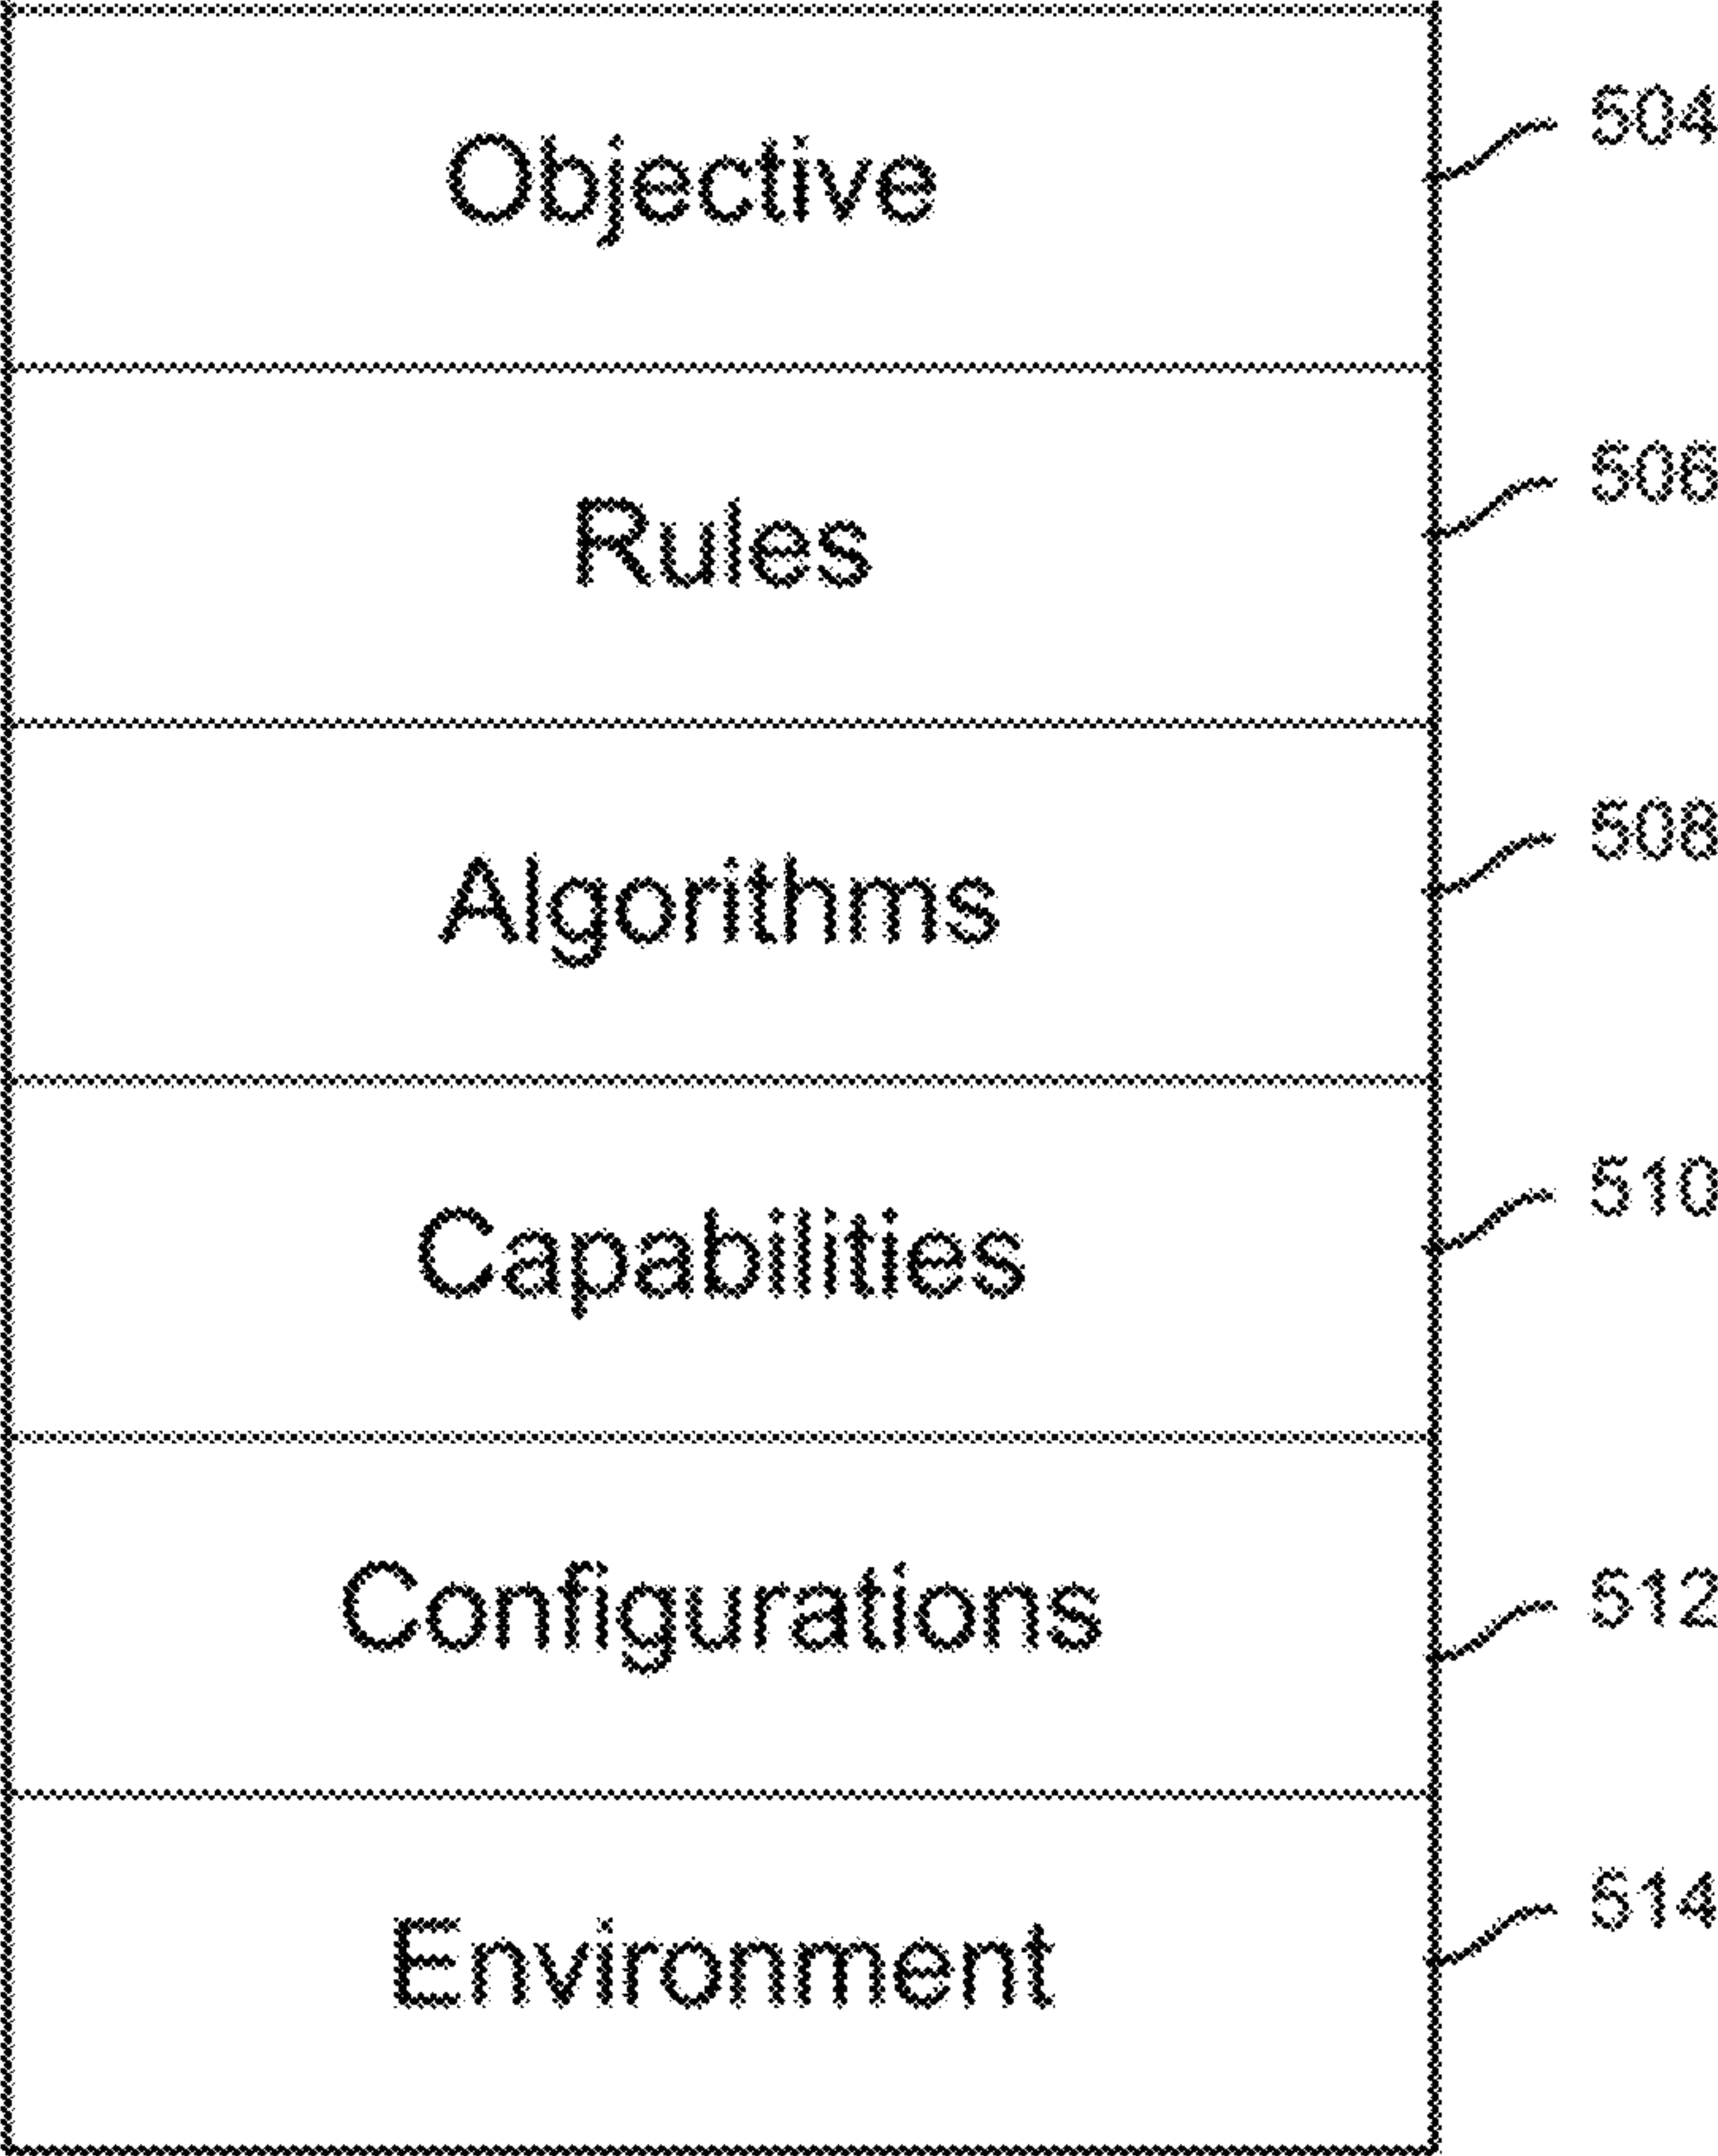 Objective 504
Rules 506
Algorithms 508
Capabilities 510
Configurations 512
Environment 514